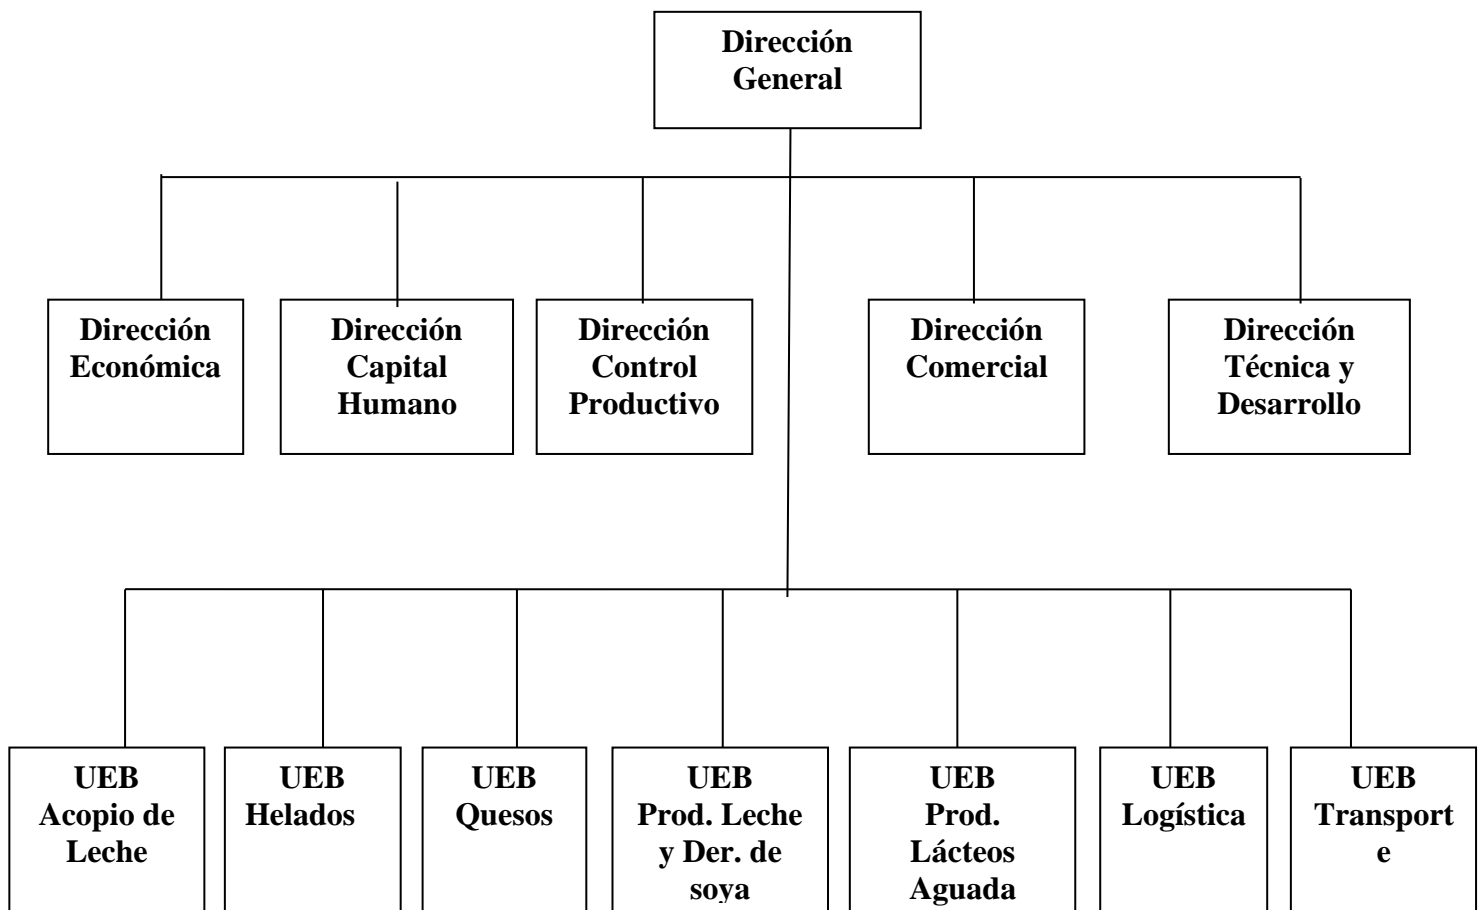 Dirección
General
Dirección
Económica
Dirección
Capital
Humano
Dirección
Control
Productivo
Dirección
Comercial
Dirección
Técnica y
Desarrollo
UEB
Acopio de
Leche
UEB
Helados
UEB
Quesos
UEB
Prod. Leche
y Der. de
soya
UEB
Prod.
Lácteos
Aguada
UEB
Logística
UEB
Transport
e